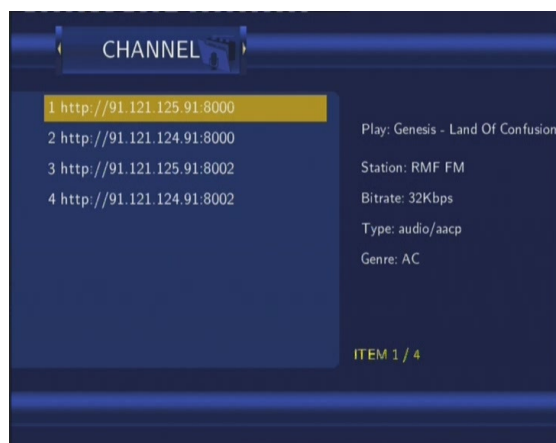 CHANNEL
1 http://91.121.125.91:8000
2 http://91.121.124.91:8000
3 http://91.121.125.91:8002
4 http://91.121.124.91:8002
Play: Genesis - Land Of Confusion
Station: RMF FM
Bitrate: 32Kbps
Type: audio/aacp
Genre: AC
ITEM 1 / 4